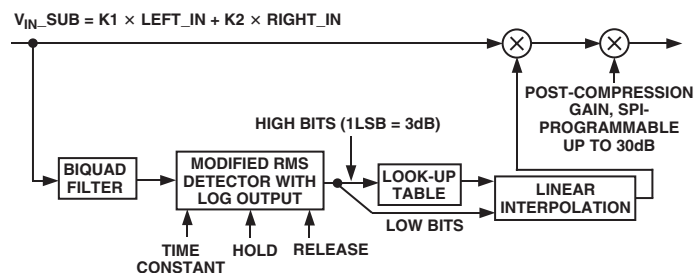 VIN_SUB = K1 × LEFT_IN + K2 × RIGHT_IN
POST-COMPRESSION
GAIN, SPI-
PROGRAMMABLE
UP TO 30dB
HIGH BITS (1LSB = 3dB)
BIQUAD
FILTER
MODIFIED RMS
DETECTOR WITH
LOG OUTPUT
LOOK-UP
TABLE
LINEAR
INTERPOLATION
LOW BITS
TIME
CONSTANT
HOLD
RELEASE